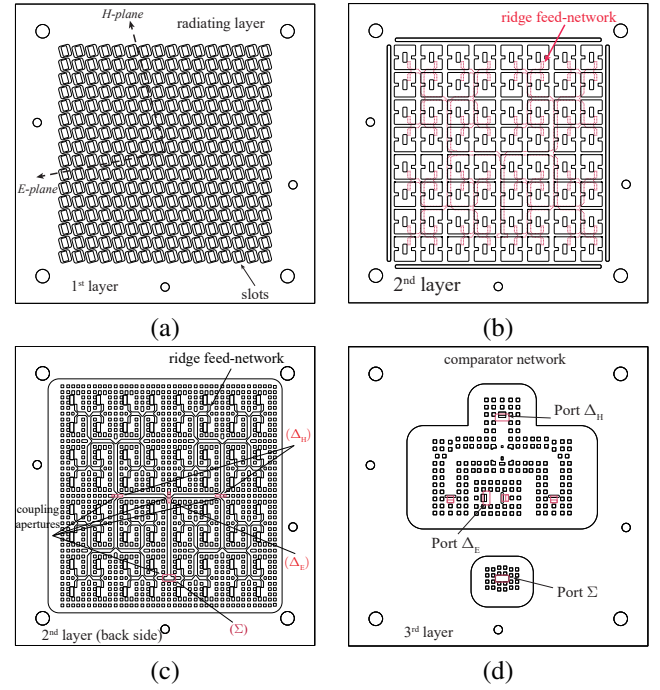 H-plane
radiating layer
E-plane
1st layer
slots
(a)
ridge feed-network
2nd layer
(b)
ridge feed-network
(ΔH)
coupling
apertures
(ΔE)
2nd layer (back side)
(Σ)
(c)
comparator network
Port ΔH
Port ΔE
Port Σ
3rd layer
(d)